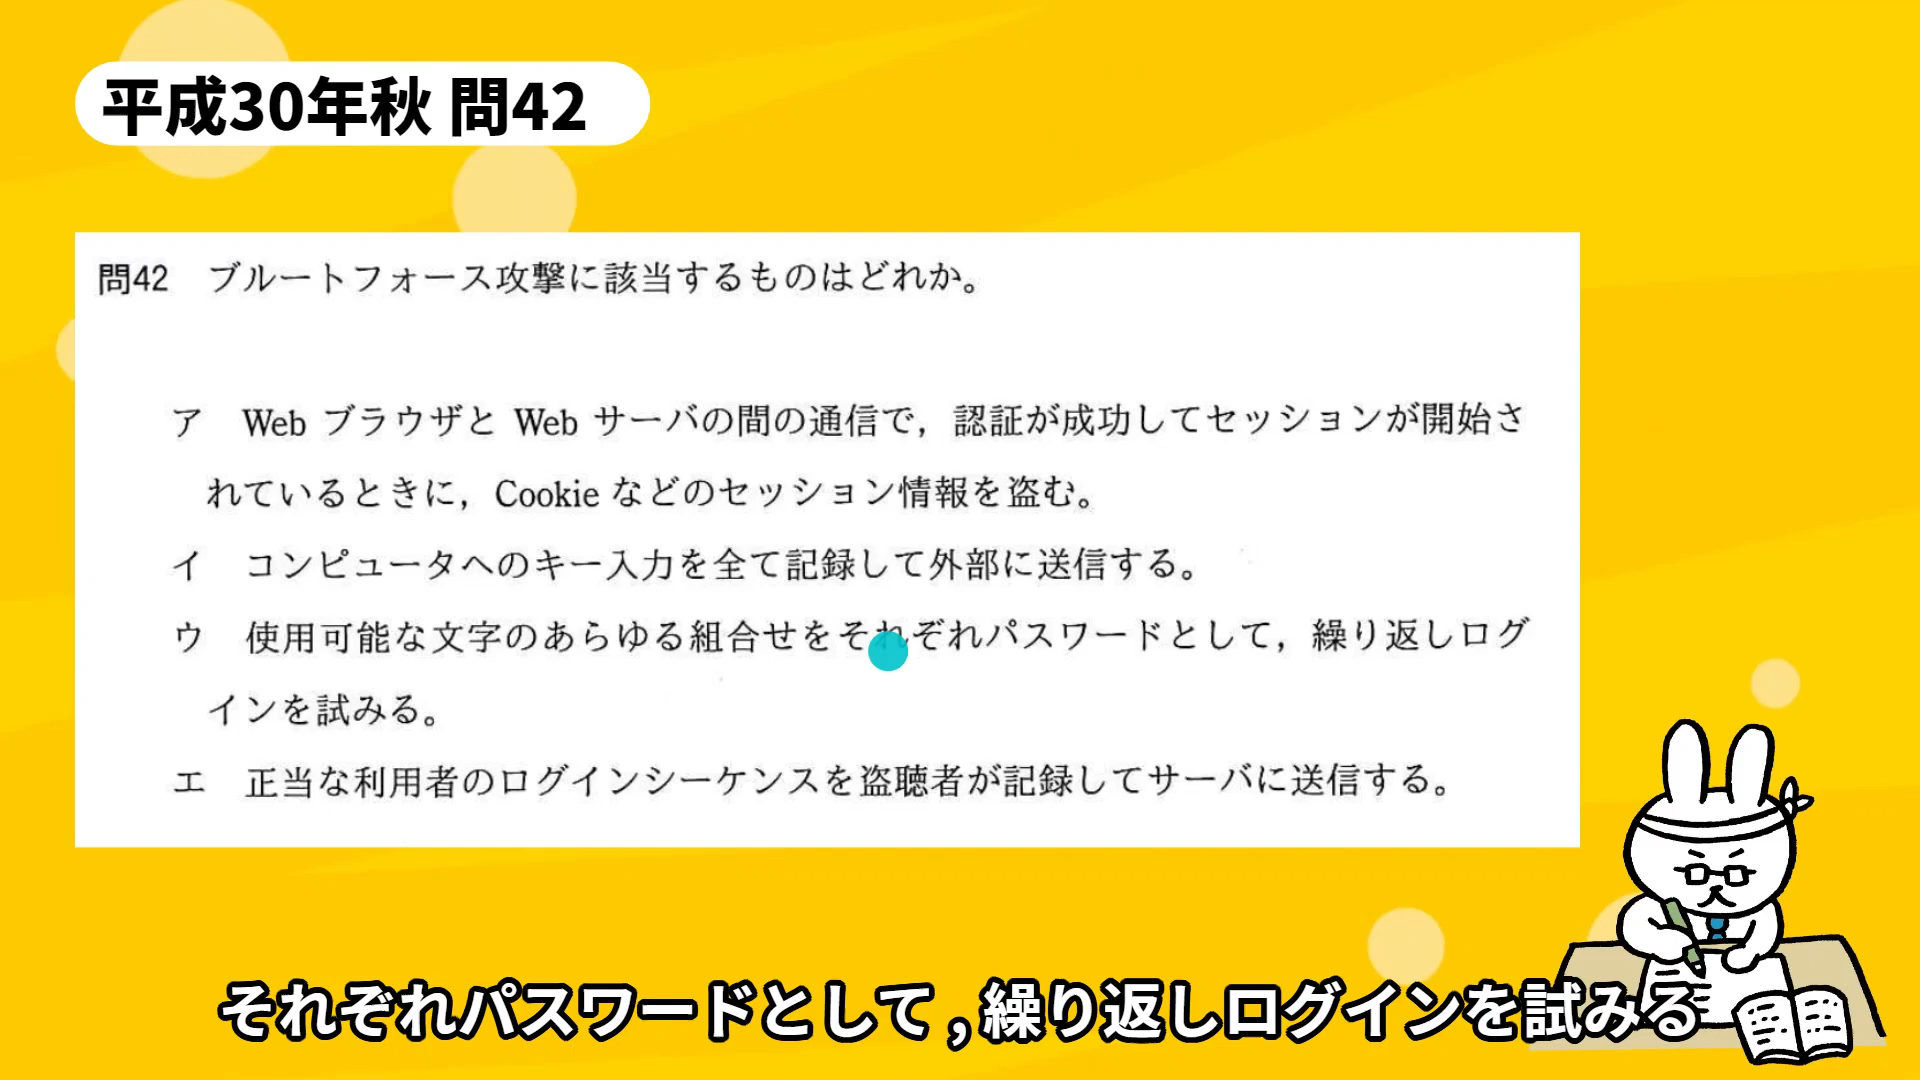 平成30年秋 問42
問42 ブルートフォース攻撃に該当するものはどれか。
ア Web ブラウザと Web サーバの間の通信で，認証が成功してセッションが開始さ
れているときに，Cookie などのセッション情報を盗む。
イ コンピュータへのキー入力を全て記録して外部に送信する。
ウ 使用可能な文字のあらゆる組合せをそれぞれパスワードとして，繰り返しログ
インを試みる。
エ 正当な利用者のログインシーケンスを盗聴者が記録してサーバに送信する。
それぞれパスワードとして，繰り返しログインを試みる